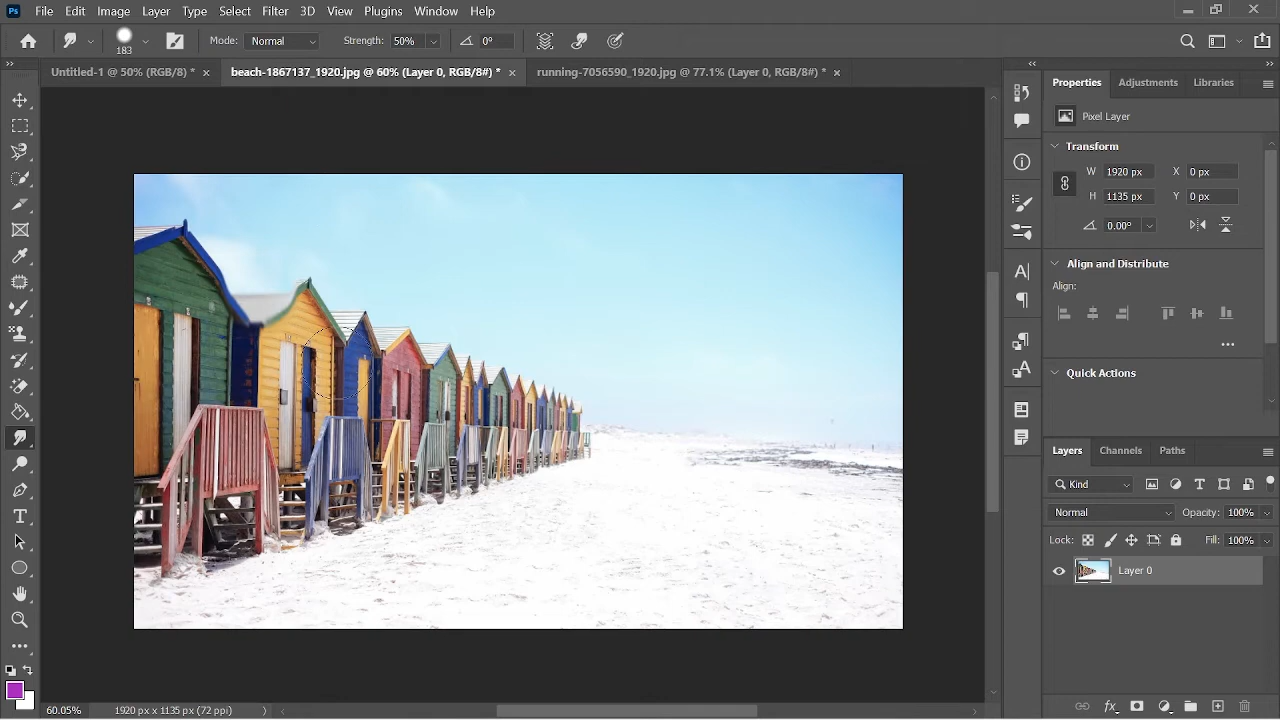 Ps File Edit Image Layer Type Select Filter 3D View Plugins Window Help
183 Mode: Normal Strength: 50% 0°
Untitled-1 @ 50% (RGB/8) * × beach-1867137_1920.jpg @ 60% (Layer 0, RGB/8#) * × running-7056590_1920.jpg @ 77.1% (Layer 0, RGB/8#) * ×
Properties Adjustments Libraries
Pixel Layer
Transform
W 1920 px X 0 px
H 1135 px Y 0 px
0.00°
Align and Distribute
Align:
Quick Actions
Layers Channels Paths
Kind
Normal Opacity: 100%
Lock: Fill: 100%
Layer 0
60.05% 1920 px x 1135 px (72 ppi)